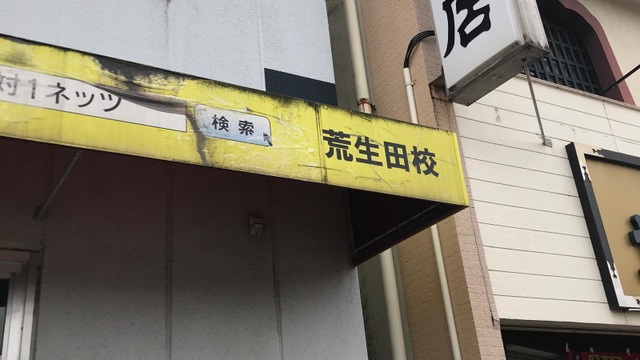 対1ネッツ
検索
荒生田校
店